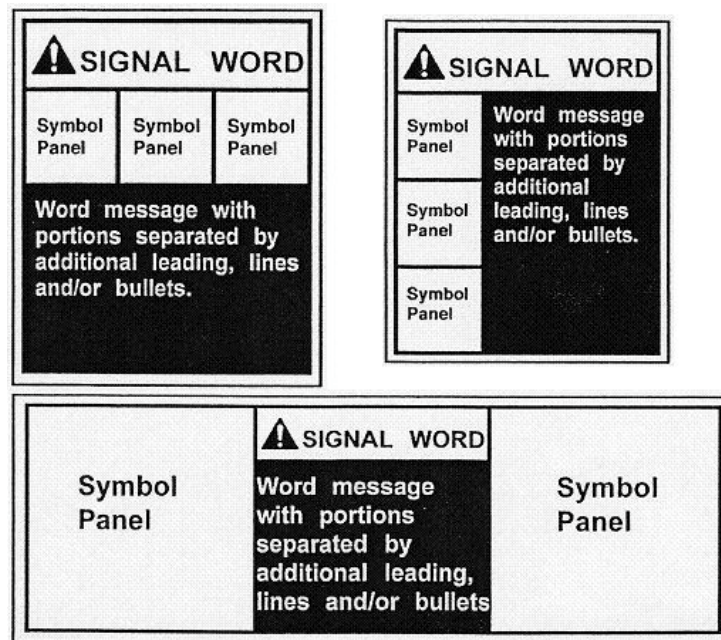 SIGNAL WORD
Symbol Panel
Symbol Panel
Symbol Panel
Word message with
portions separated by
additional leading, lines
and/or bullets.
SIGNAL WORD
Symbol Panel
Symbol Panel
Symbol Panel
Word message
with portions
separated by
additional
leading, lines
and/or bullets.
Symbol
Panel
SIGNAL WORD
Word message
with portions
separated by
additional leading,
lines and/or bullets
Symbol
Panel